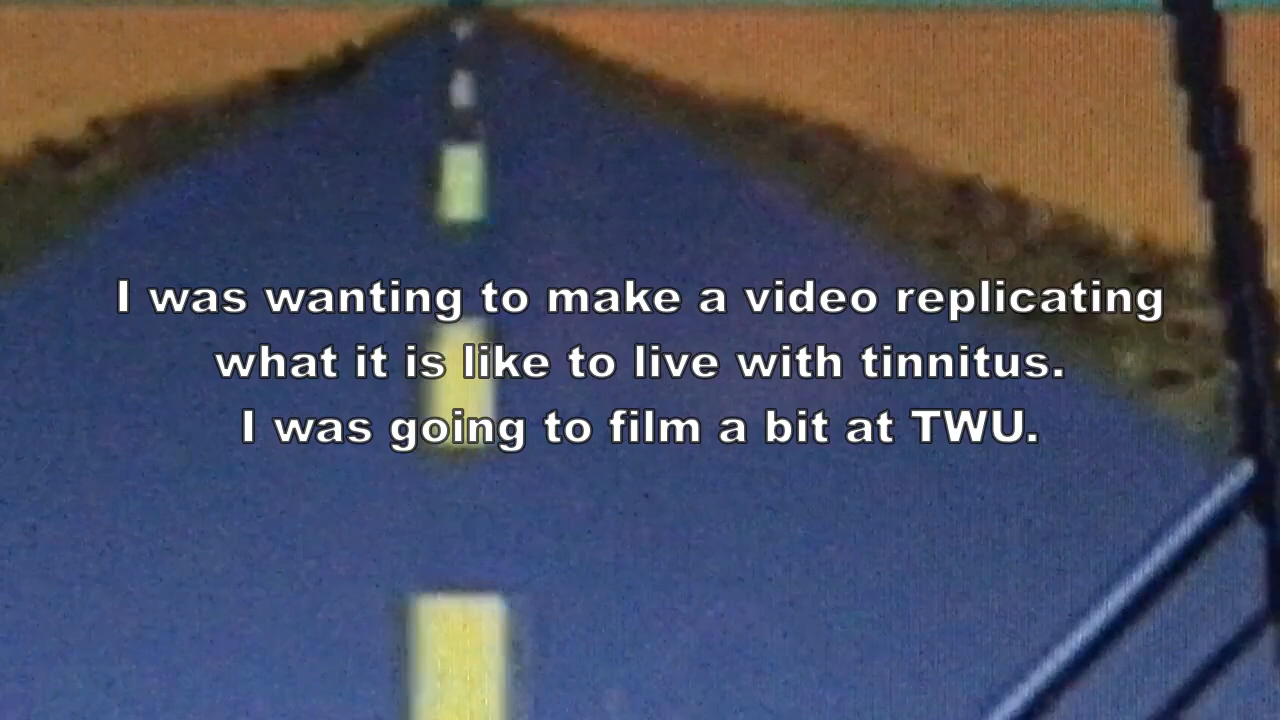 I was wanting to make a video replicating
what it is like to live with tinnitus.
I was going to film a bit at TWU.